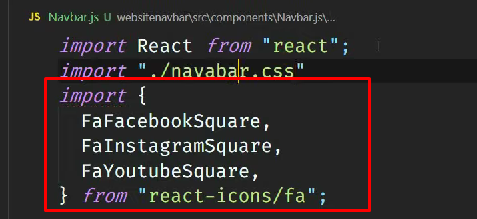 JS Navbar.js U websitenavbar\src\components\Navbar.js\...
import React from "react";
import "./navabar.css"
import {
FaFacebookSquare,
FaInstagramSquare,
FaYoutubeSquare,
} from "react-icons/fa";